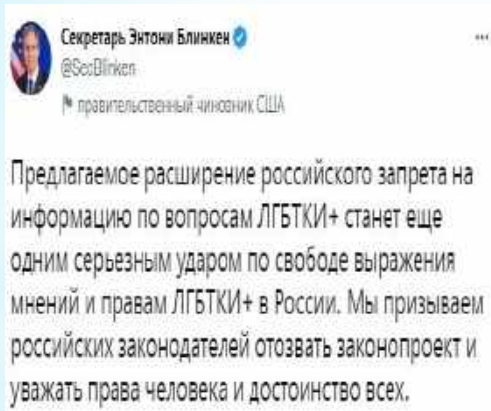 Секретарь Энтони Блинкен
@SecBlinken
правительственный чиновник США
Предлагаемое расширение российского запрета на
информацию по вопросам ЛГБТКИ+ станет еще
одним серьезным ударом по свободе выражения
мнений и правам ЛГБТКИ+ в России. Мы призываем
российских законодателей отозвать законопроект и
уважать права человека и достоинство всех.